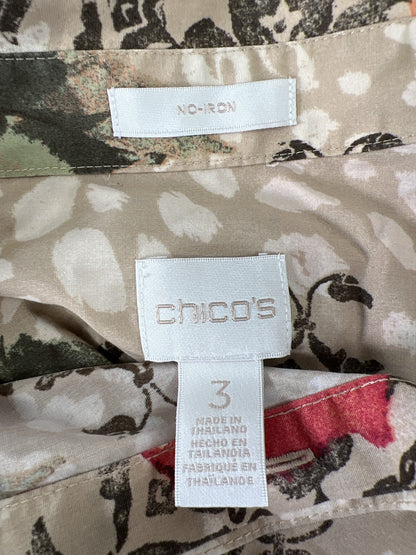 NO-IRON
chico's
3
MADE IN
THAILAND
HECHO EN
TAILANDIA
FABRIQUÉ EN
THAÏLANDE